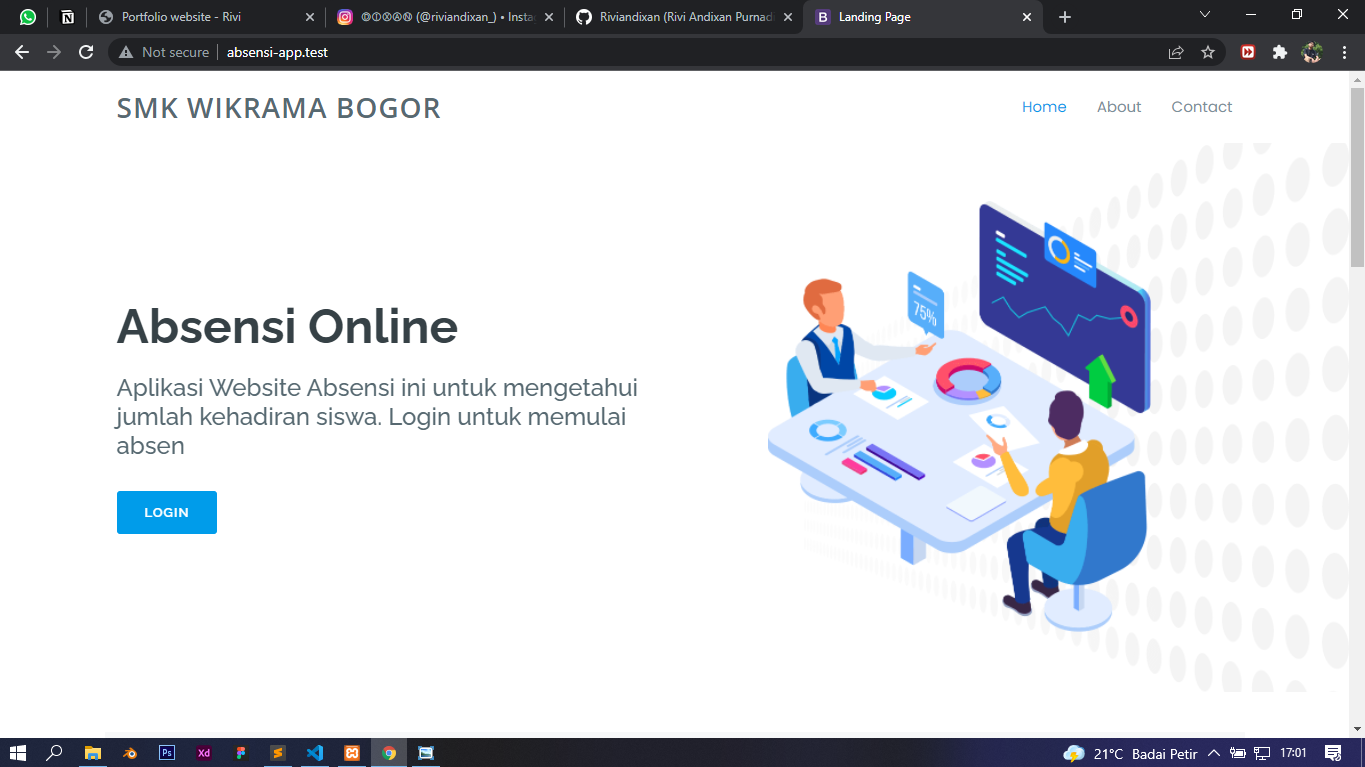 Portfolio website - Rivi
(@riviandixan_) • Insta
Riviandixan (Rivi Andixan Purnad
Landing Page
Not secure
absensi-app.test
SMK WIKRAMA BOGOR
Home
About
Contact
75%
Absensi Online
Aplikasi Website Absensi ini untuk mengetahui
jumlah kehadiran siswa. Login untuk memulai
absen
LOGIN
Ps
Xd
21°C Badai Petir
17:01